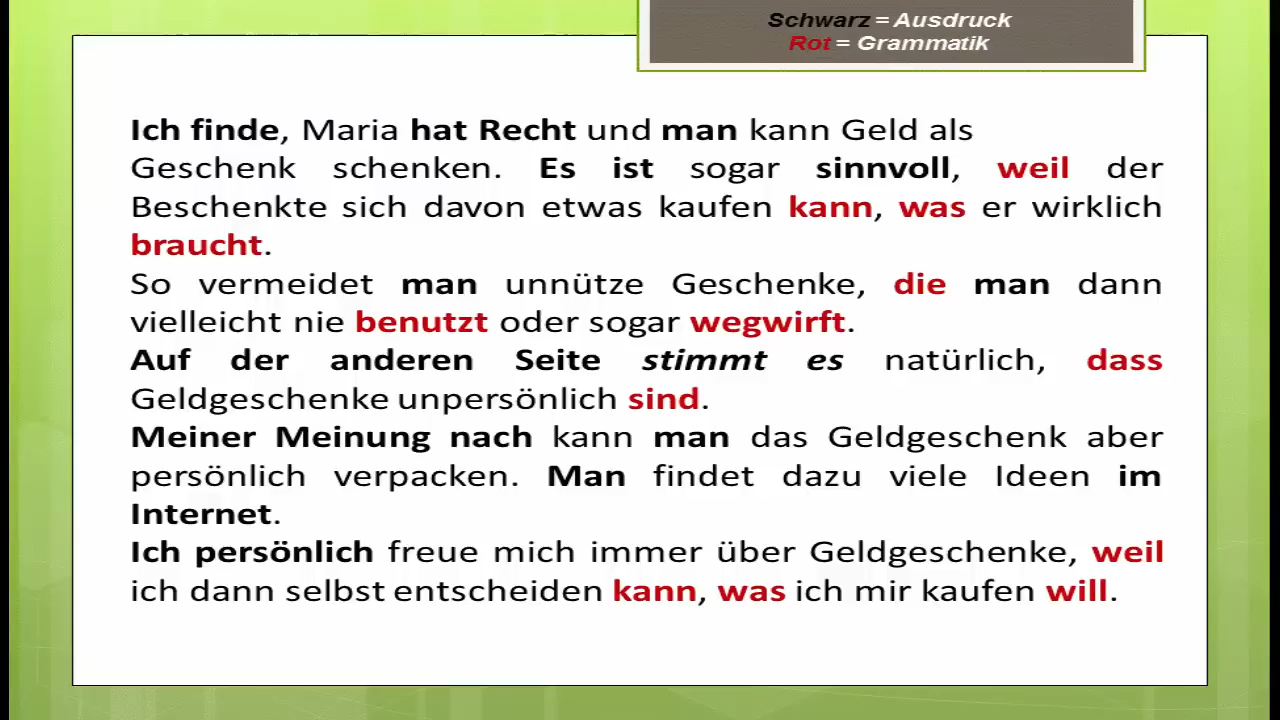 Schwarz = Ausdruck
Rot = Grammatik
Ich finde, Maria hat Recht und man kann Geld als
Geschenk schenken. Es ist sogar sinnvoll, weil der
Beschenkte sich davon etwas kaufen kann, was er wirklich
braucht.
So vermeidet man unnütze Geschenke, die man dann
vielleicht nie benutzt oder sogar wegwirft.
Auf der anderen Seite stimmt es natürlich, dass
Geldgeschenke unpersönlich sind.
Meiner Meinung nach kann man das Geldgeschenk aber
persönlich verpacken. Man findet dazu viele Ideen im
Internet.
Ich persönlich freue mich immer über Geldgeschenke, weil
ich dann selbst entscheiden kann, was ich mir kaufen will.